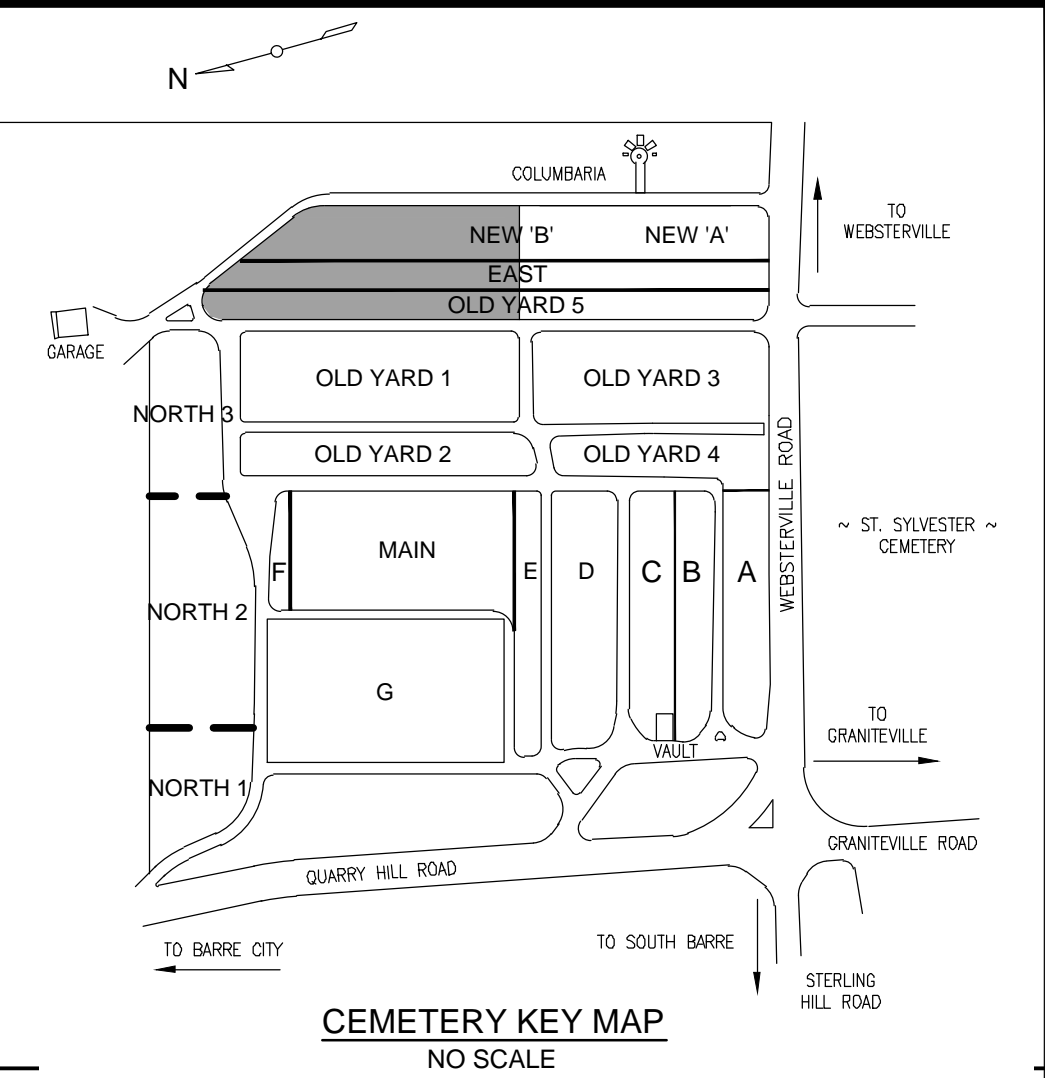 N
COLUMBARIA
TO
WEBSTERVILLE
NEW 'B'
NEW 'A'
EAST
OLD YARD 5
GARAGE
OLD YARD 1
OLD YARD 3
NORTH 3
OLD YARD 2
OLD YARD 4
WEBSTERVILLE ROAD
~ ST. SYLVESTER ~
CEMETERY
MAIN
F
E
D
C
B
A
NORTH 2
G
TO
GRANITEVILLE
VAULT
NORTH 1
GRANITEVILLE ROAD
QUARRY HILL ROAD
TO BARRE CITY
TO SOUTH BARRE
STERLING
HILL ROAD
CEMETERY KEY MAP
NO SCALE